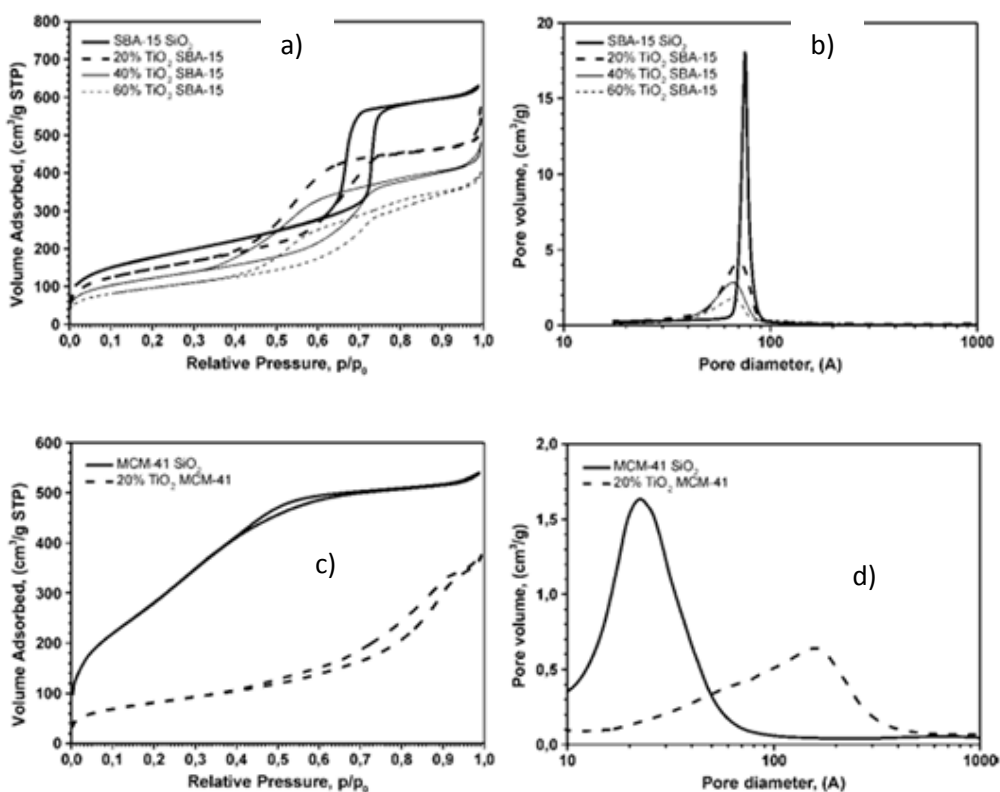 a)
SBA-15 SiO₂
20% TiO₂ SBA-15
40% TiO₂ SBA-15
60% TiO₂ SBA-15
800
700
600
500
400
300
200
100
0
0,0 0,1 0,2 0,3 0,4 0,5 0,6 0,7 0,8 0,9 1,0
Volume Adsorbed, (cm³/g STP)
Relative Pressure, p/p₀
b)
SBA-15 SiO₂
20% TiO₂ SBA-15
40% TiO₂ SBA-15
60% TiO₂ SBA-15
20
15
10
5
0
10 100 1000
Pore volume, (cm³/g)
Pore diameter, (A)
c)
MCM-41 SiO₂
20% TiO₂ MCM-41
600
500
400
300
200
100
0
0,0 0,1 0,2 0,3 0,4 0,5 0,6 0,7 0,8 0,9 1,0
Volume Adsorbed, (cm³/g STP)
Relative Pressure, p/p₀
d)
MCM-41 SiO₂
20% TiO₂ MCM-41
2,0
1,5
1,0
0,5
0,0
10 100 1000
Pore volume, (cm³/g)
Pore diameter, (A)